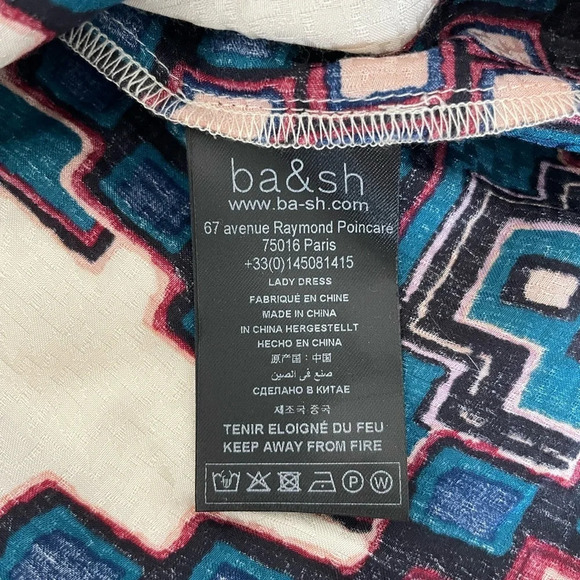 ba&sh
www.ba-sh.com
67 avenue Raymond Poincaré
75016 Paris
+33(0)145081415
LADY DRESS
FABRIQUÉ EN CHINE
MADE IN CHINA
IN CHINA HERGESTELLT
HECHO EN CHINA
原产国：中国
صنع في الصين
СДЕЛАНО В КИТАЕ
제조국 중국
TENIR ELOIGNÉ DU FEU
KEEP AWAY FROM FIRE
P W